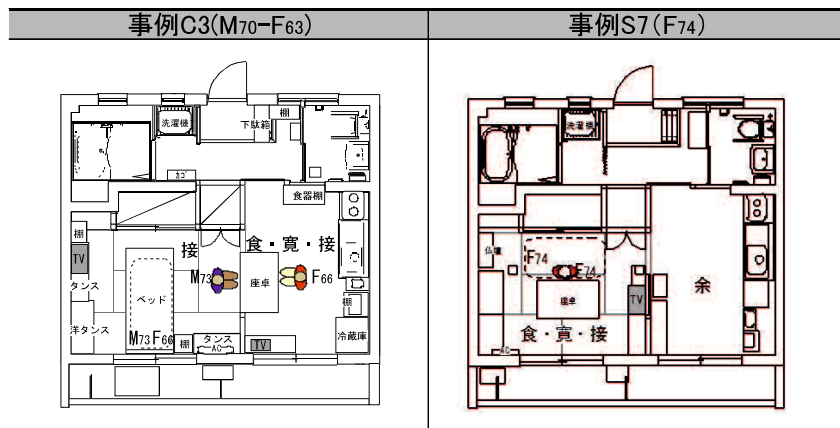 事例C3(M70-F63)
事例S7(F74)
洗濯機
下駄箱
棚
カゴ
食器棚
棚
TV
接
食・寛・接
M73
座卓
F66
タンス
ベッド
棚
洋タンス
M73 F66
棚
タンス
AC
TV
冷蔵庫
洗濯機
仏壇
F74
F74
座卓
TV
余
食・寛・接
AC